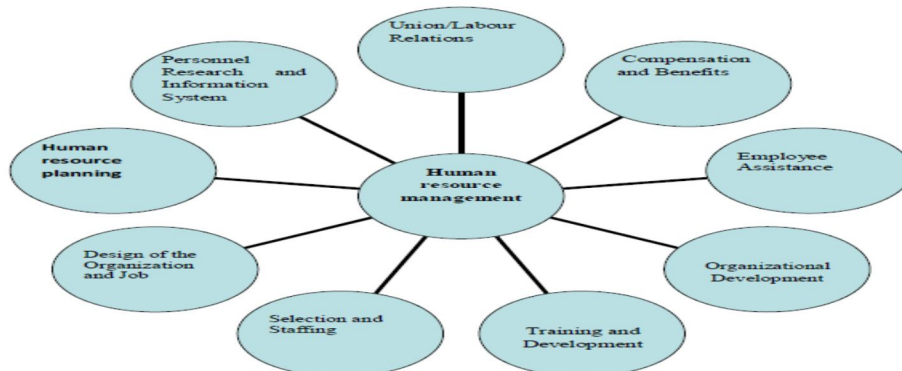 Union/Labour
Relations
Personnel
Research and
Information
System
Compensation
and Benefits
Human
resource
planning
Employee
Assistance
Human
resource
management
Design of the
Organization
and Job
Organizational
Development
Selection and
Staffing
Training and
Development